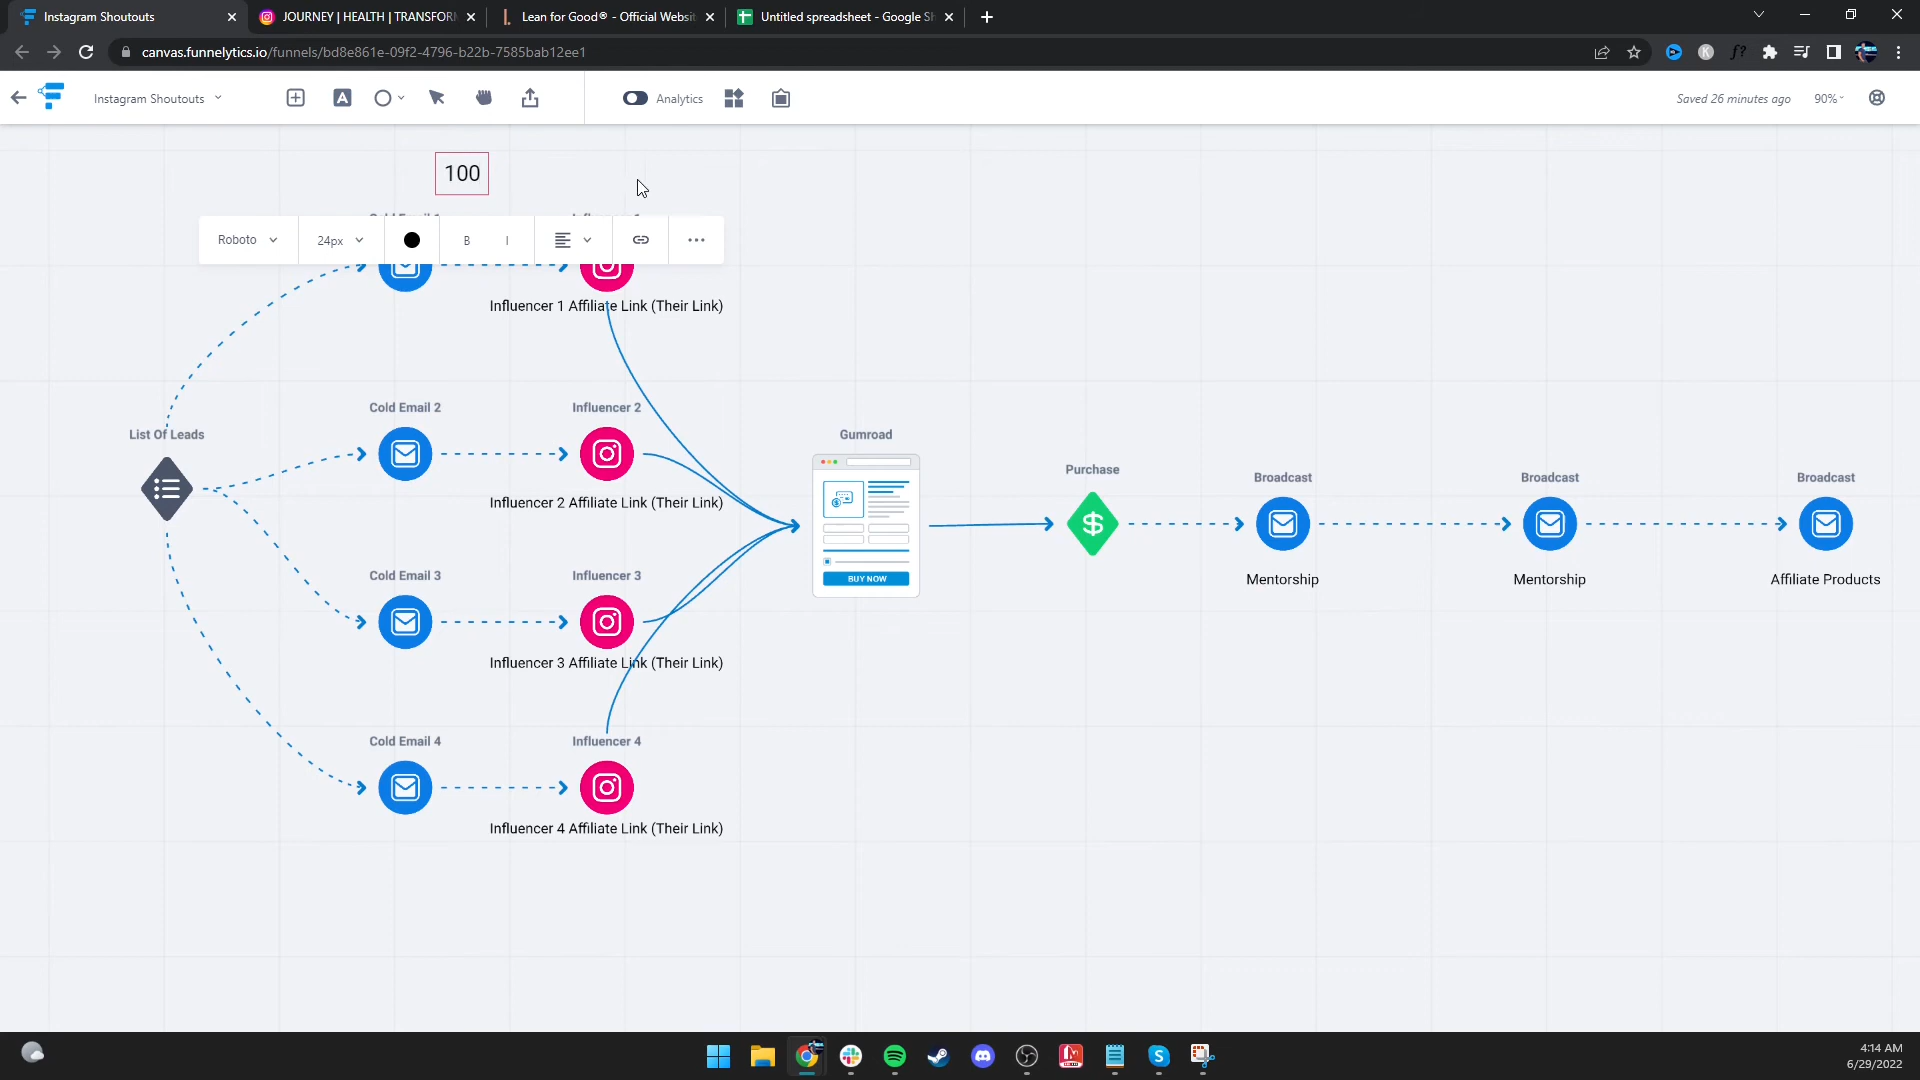 Instagram Shoutouts
JOURNEY | HEALTH | TRANSFOR
Lean for Good® - Official Websit
Untitled spreadsheet - Google Sh
canvas.funnelytics.io/funnels/bd8e861e-09f2-4796-b22b-7585bab12ee1
Instagram Shoutouts
Analytics
Saved 26 minutes ago
90%
100
Roboto
24px
B
I
Influencer 1 Affiliate Link (Their Link)
Cold Email 2
Influencer 2
List Of Leads
Gumroad
Purchase
Broadcast
Broadcast
Broadcast
Influencer 2 Affiliate Link (Their Link)
BUY NOW
Mentorship
Mentorship
Affiliate Products
Cold Email 3
Influencer 3
Influencer 3 Affiliate Link (Their Link)
Cold Email 4
Influencer 4
Influencer 4 Affiliate Link (Their Link)
4:14 AM
6/29/2022